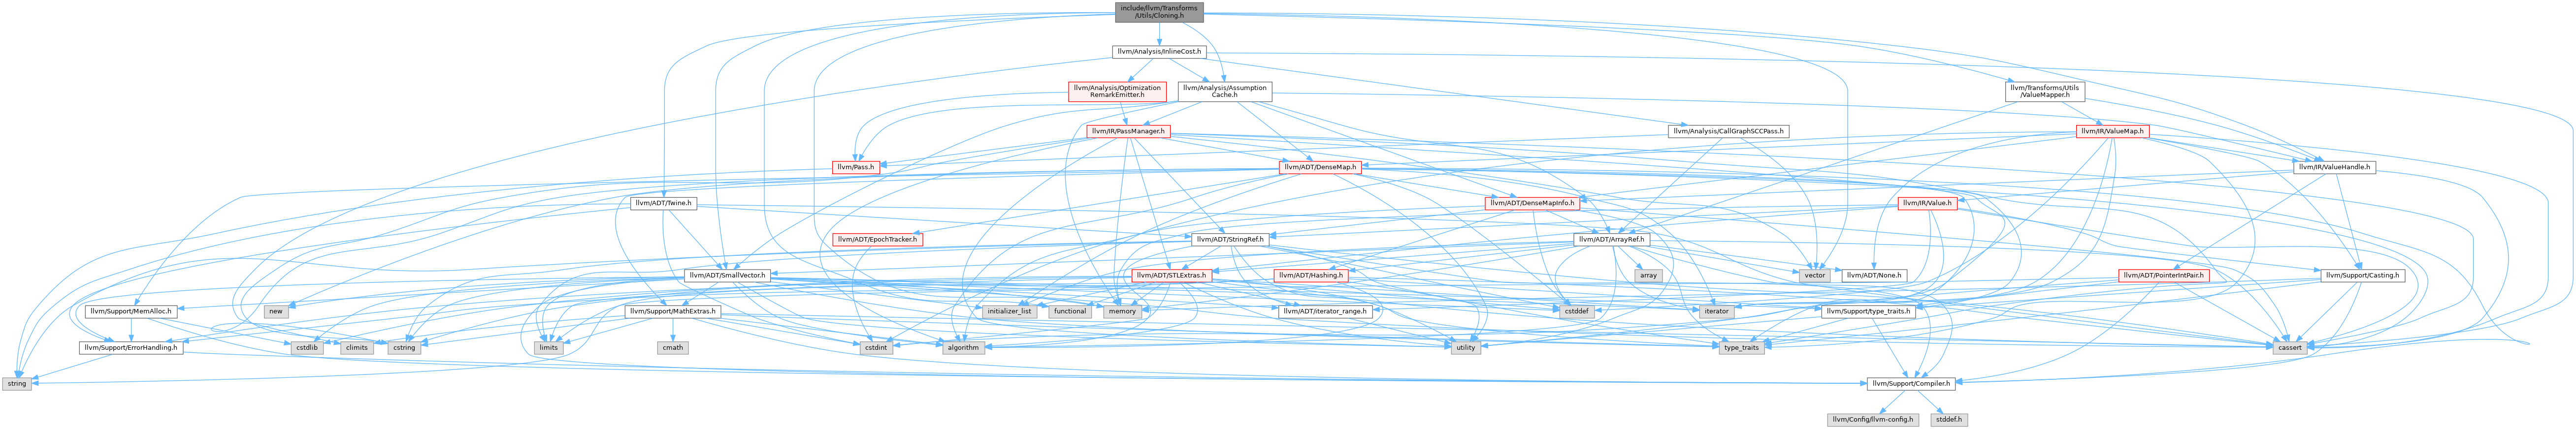 include/llvm/Transforms
/Utils/Cloning.h
llvm/Analysis/InlineCost.h
llvm/Analysis/Optimization
RemarkEmitter.h
llvm/Analysis/Assumption
Cache.h
llvm/Transforms/Utils
/ValueMapper.h
llvm/IR/PassManager.h
llvm/Analysis/CallGraphSCCPass.h
llvm/IR/ValueMap.h
llvm/Pass.h
llvm/ADT/DenseMap.h
llvm/IR/ValueHandle.h
llvm/ADT/Twine.h
llvm/ADT/DenseMapInfo.h
llvm/IR/Value.h
llvm/ADT/EpochTracker.h
llvm/ADT/StringRef.h
llvm/ADT/ArrayRef.h
llvm/ADT/SmallVector.h
llvm/ADT/STLExtras.h
llvm/ADT/Hashing.h
array
vector
llvm/ADT/None.h
llvm/ADT/PointerIntPair.h
llvm/Support/Casting.h
new
llvm/Support/MemAlloc.h
llvm/Support/MathExtras.h
initializer_list
functional
memory
llvm/ADT/iterator_range.h
cstddef
iterator
llvm/Support/type_traits.h
llvm/Support/ErrorHandling.h
cstdlib
climits
cstring
limits
cmath
cstdint
algorithm
utility
type_traits
cassert
string
llvm/Support/Compiler.h
llvm/Config/llvm-config.h
stddef.h